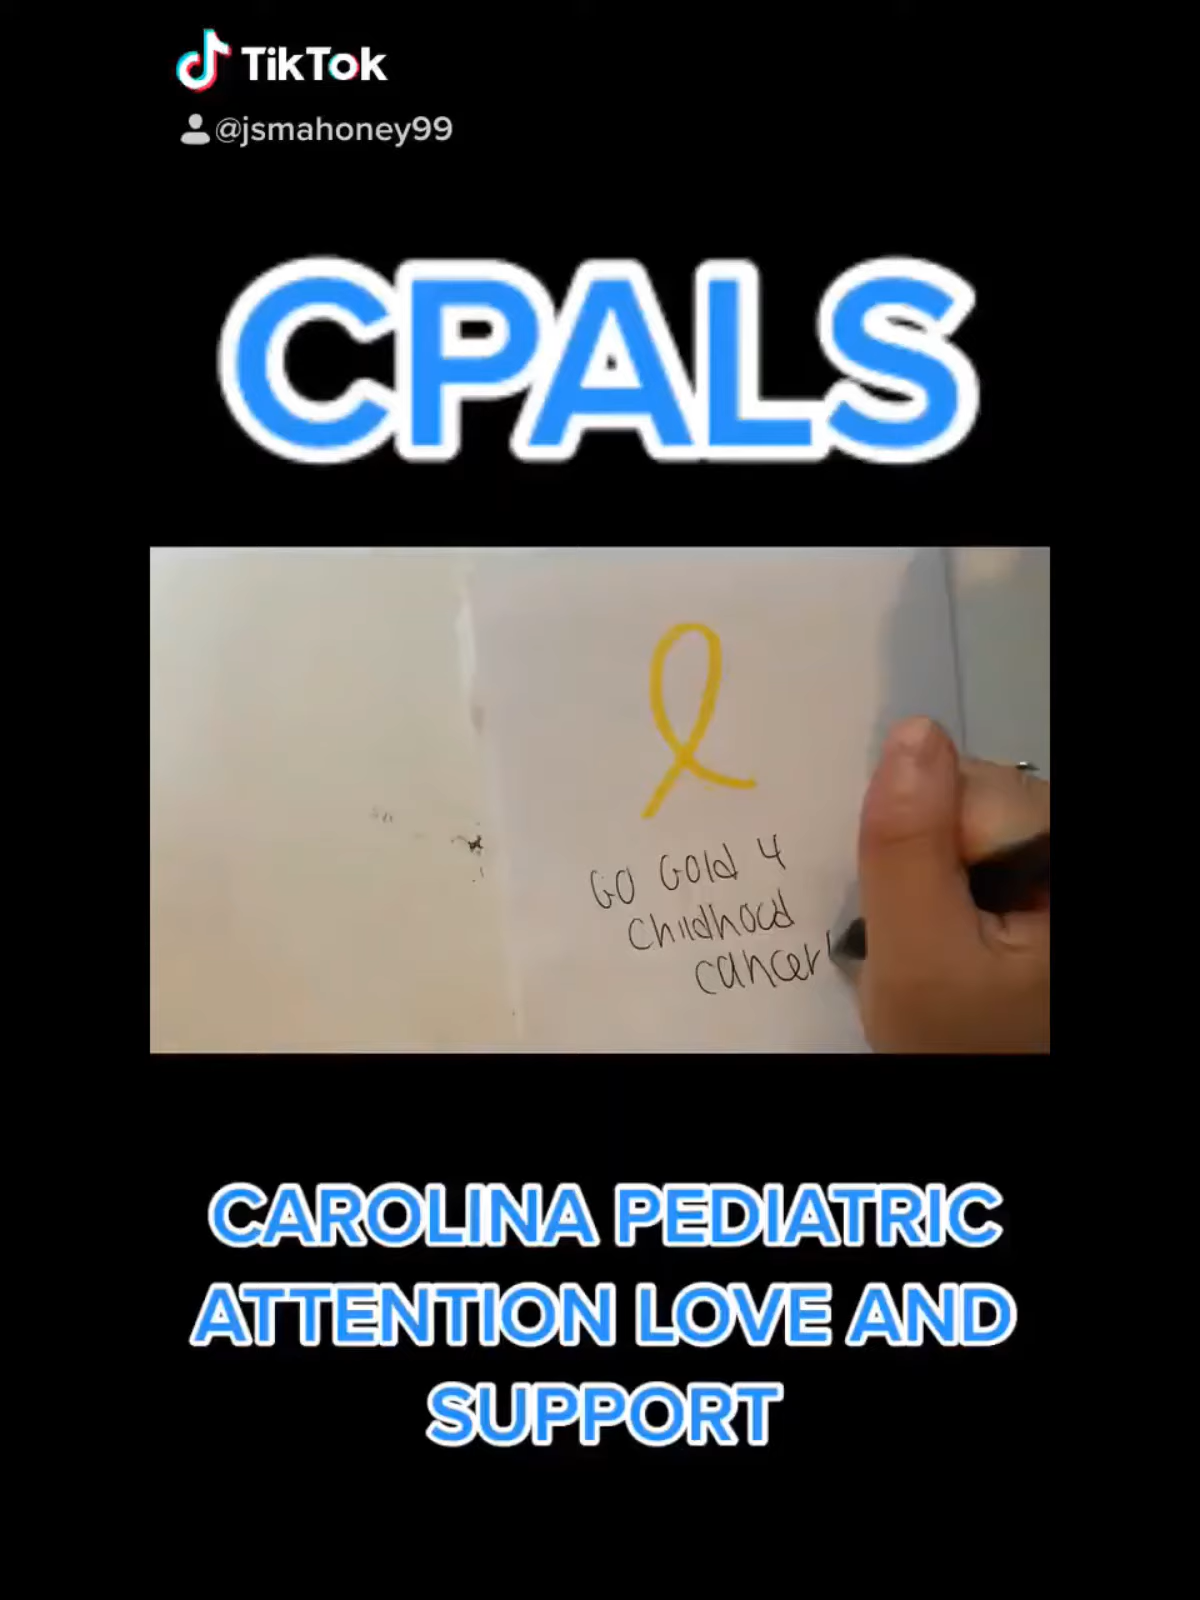 TikTok
@jsmahoney99
CPALS
Go Gold 4
childhood
cancer!
CAROLINA PEDIATRIC
ATTENTION LOVE AND
SUPPORT